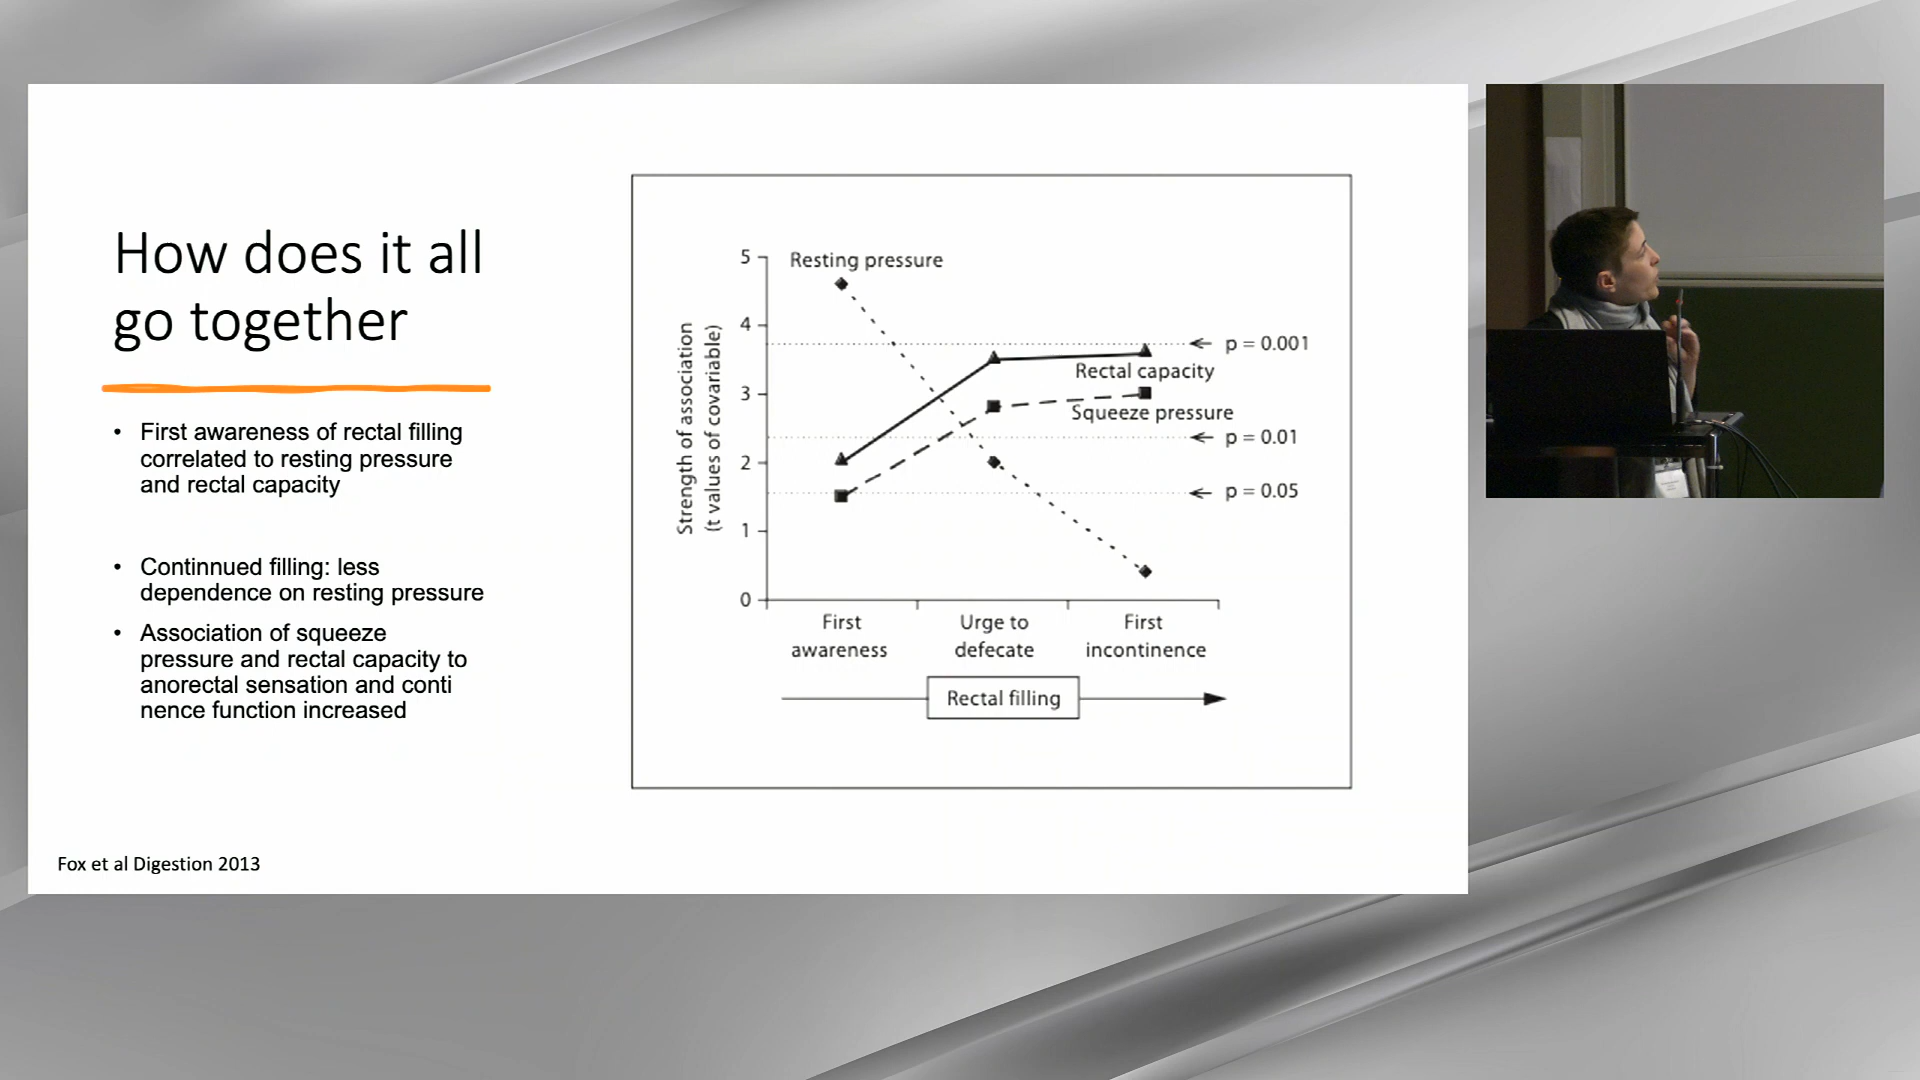 How does it all
go together
• First awareness of rectal filling
correlated to resting pressure
and rectal capacity
• Continnued filling: less
dependence on resting pressure
• Association of squeeze
pressure and rectal capacity to
anorectal sensation and conti
nence function increased
Fox et al Digestion 2013
Strength of association
(t values of covariable)
5
4
3
2
1
0
Resting pressure
p = 0.001
Rectal capacity
Squeeze pressure
p = 0.01
p = 0.05
First
awareness
Urge to
defecate
First
incontinence
Rectal filling